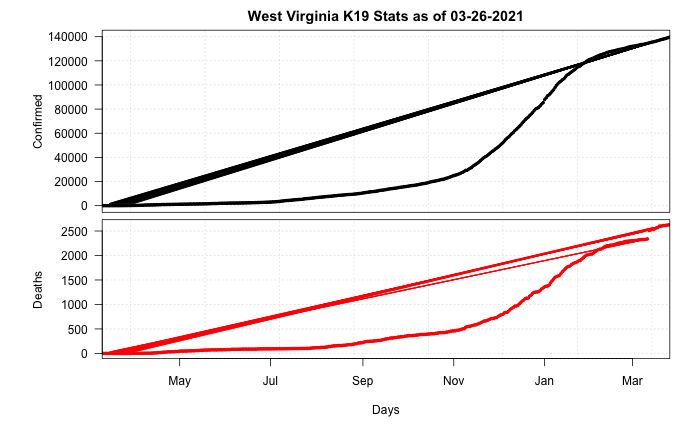 West Virginia K19 Stats as of 03-26-2021
Confirmed
140000
120000
100000
80000
60000
40000
20000
0
Deaths
2500
2000
1500
1000
500
0
May Jul Sep Nov Jan Mar
Days